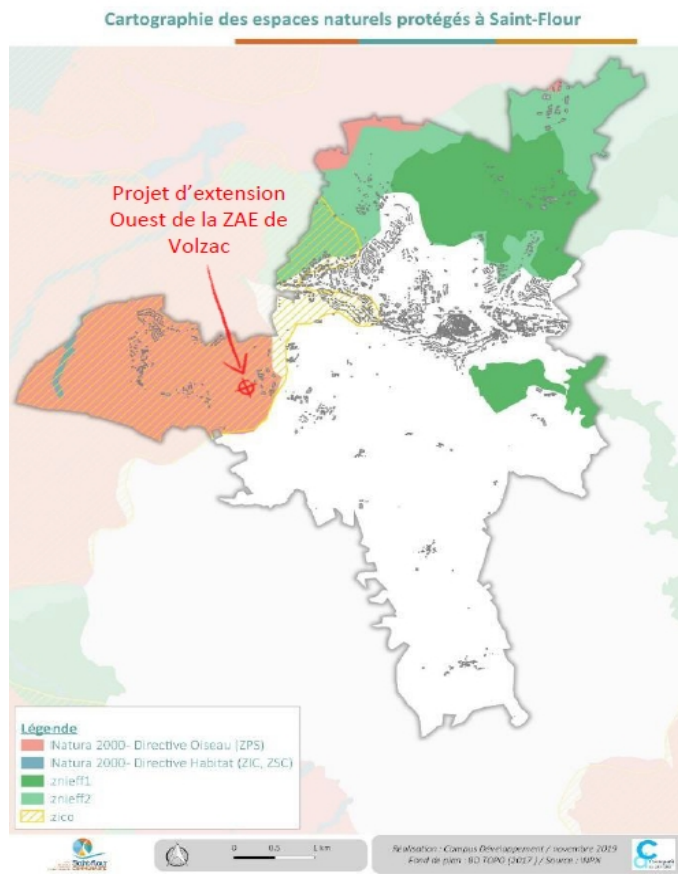 Cartographie des espaces naturels protégés à Saint-Flour
Projet d'extension
Ouest de la ZAE de
Volzac
Légende
Natura 2000- Directive Oiseau (ZPS)
Natura 2000- Directive Habitat (ZIC, ZSC)
znieff1
znieff2
zico
Saint-Flour
0 0.5 1 km
Réalisation : Campus Développement / novembre 2019
Fond de plan : BD TOPO (2017) / Source : INPN